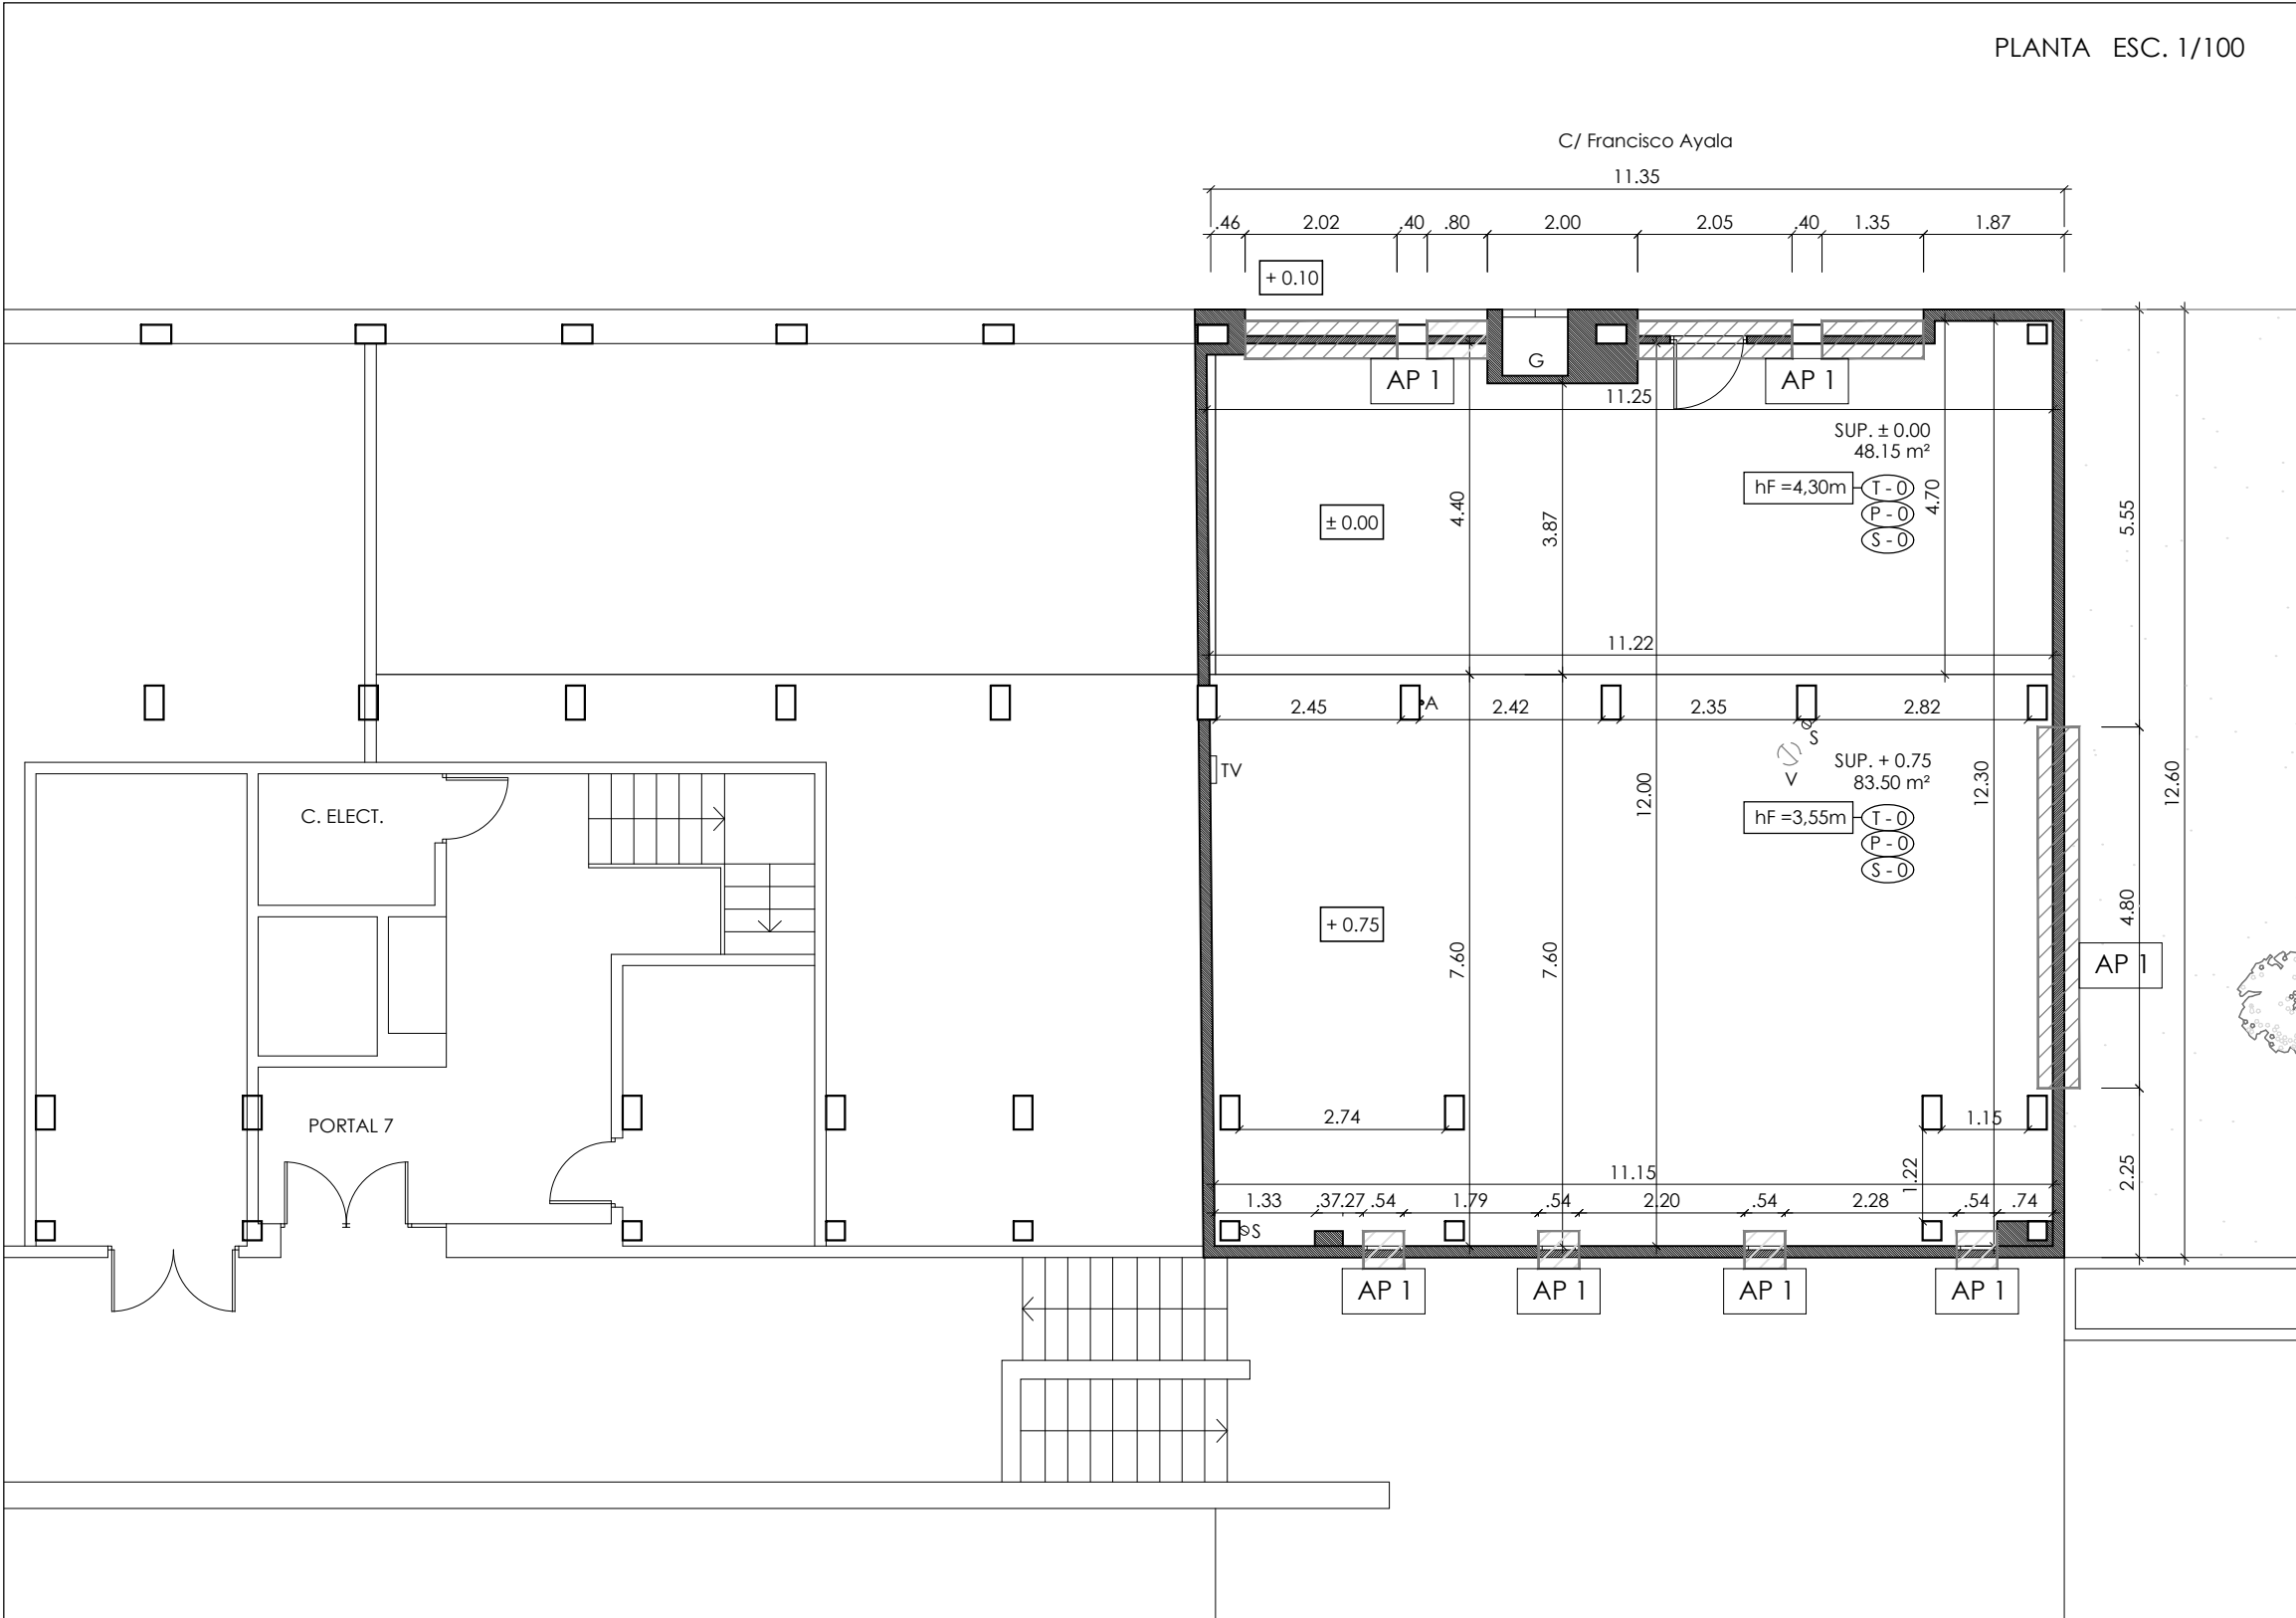 PLANTA ESC. 1/100
C/ Francisco Ayala
11.35
.46 2.02 .40 .80 2.00 2.05 .40 1.35 1.87
+ 0.10
G
AP 1 AP 1
11.25
SUP. ± 0.00
48.15 m²
hF =4,30m T - 0
P - 0
S - 0
± 0.00
4.40
3.87
4.70
5.55
11.22
2.45 A 2.42 2.35 2.82
S
V
TV
SUP. + 0.75
83.50 m²
hF =3,55m T - 0
P - 0
S - 0
12.00
12.30
12.60
C. ELECT.
+ 0.75
7.60
7.60
4.80
AP 1
PORTAL 7
2.74 1.15
11.15
1.22
2.25
1.33 .37 .27 .54 1.79 .54 2.20 .54 2.28 .54 .74
S
AP 1 AP 1 AP 1 AP 1